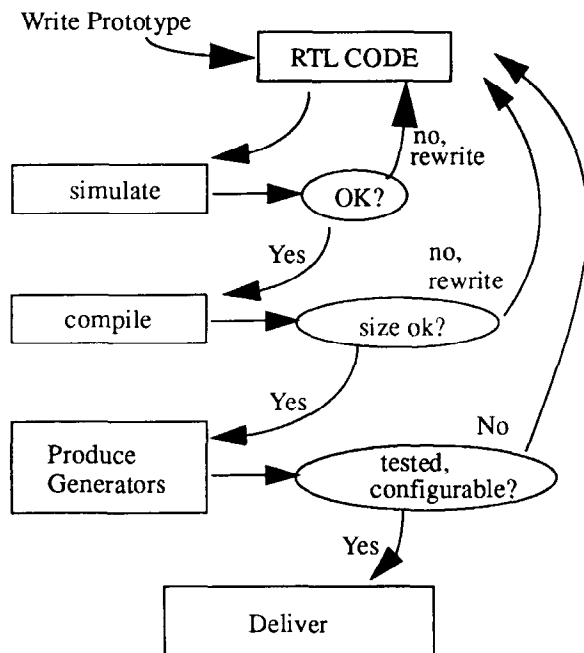 Write Prototype
RTL CODE
no,
rewrite
simulate
OK?
Yes
no,
rewrite
compile
size ok?
Yes
No
Produce
Generators
tested,
configurable?
Yes
Deliver